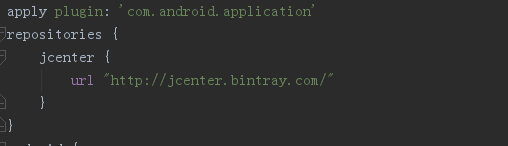 apply plugin: 'com.android.application'
repositories {
jcenter {
url "http://jcenter.bintray.com/"
}
}